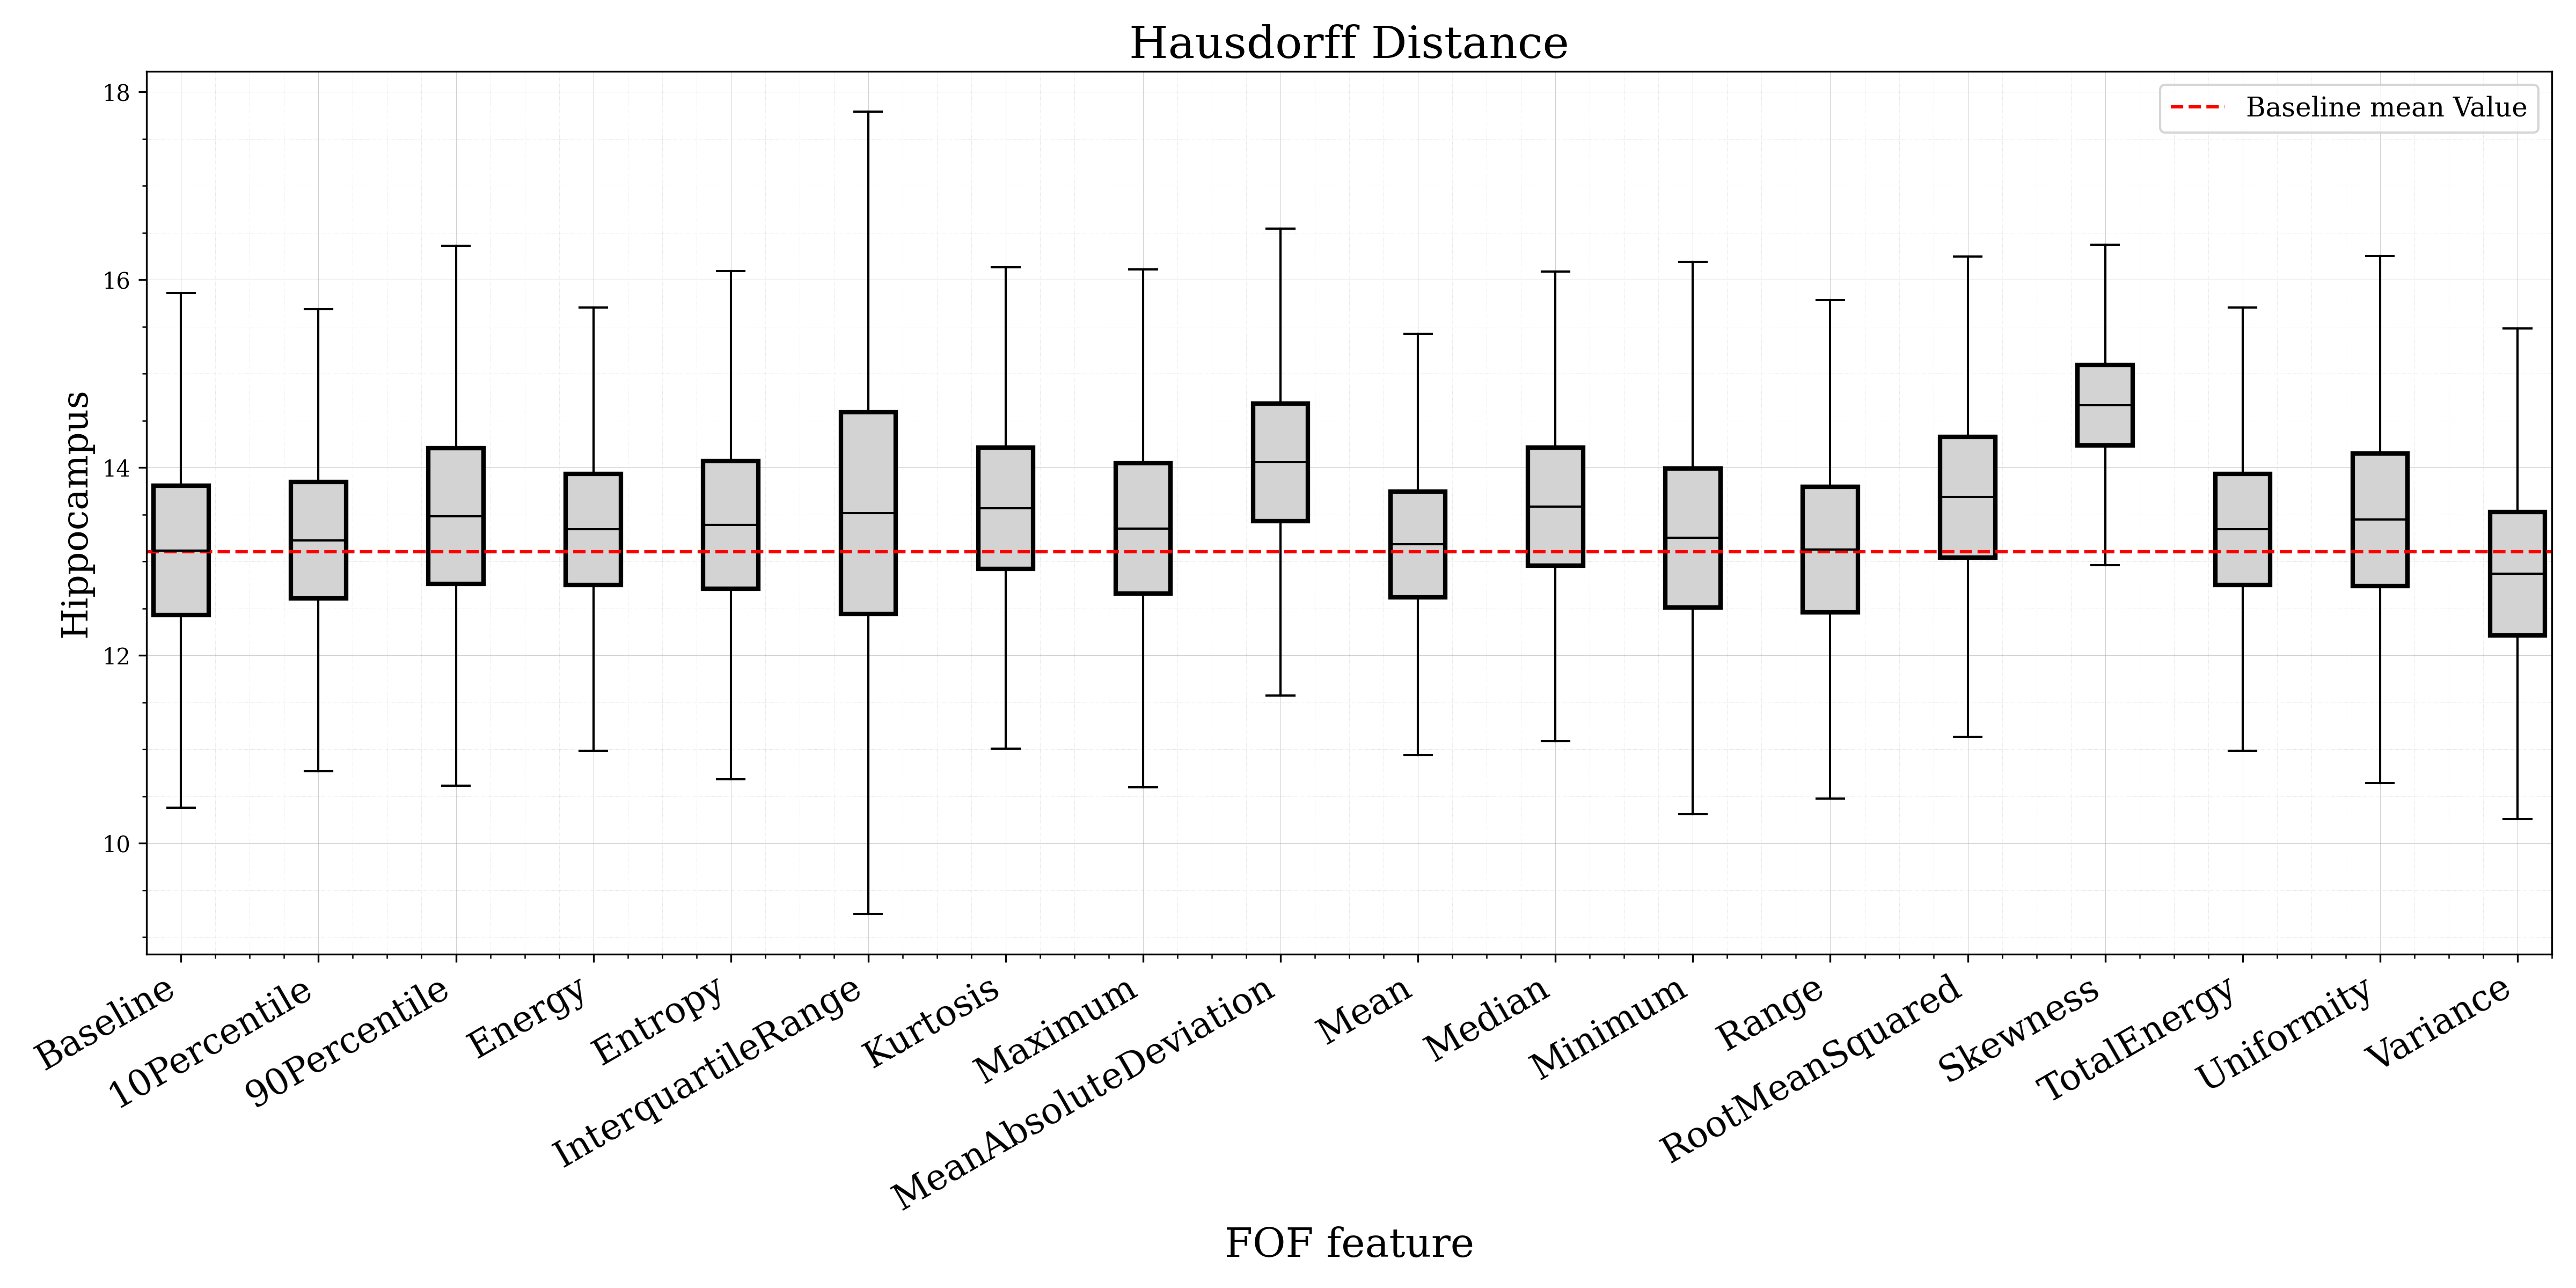 Hausdorff Distance
18
16
14
12
10
Hippocampus
Baseline mean Value
Baseline
10Percentile
90Percentile
Energy
Entropy
InterquartileRange
Kurtosis
Maximum
MeanAbsoluteDeviation
Mean
Median
Minimum
Range
RootMeanSquared
Skewness
TotalEnergy
Uniformity
Variance
FOF feature